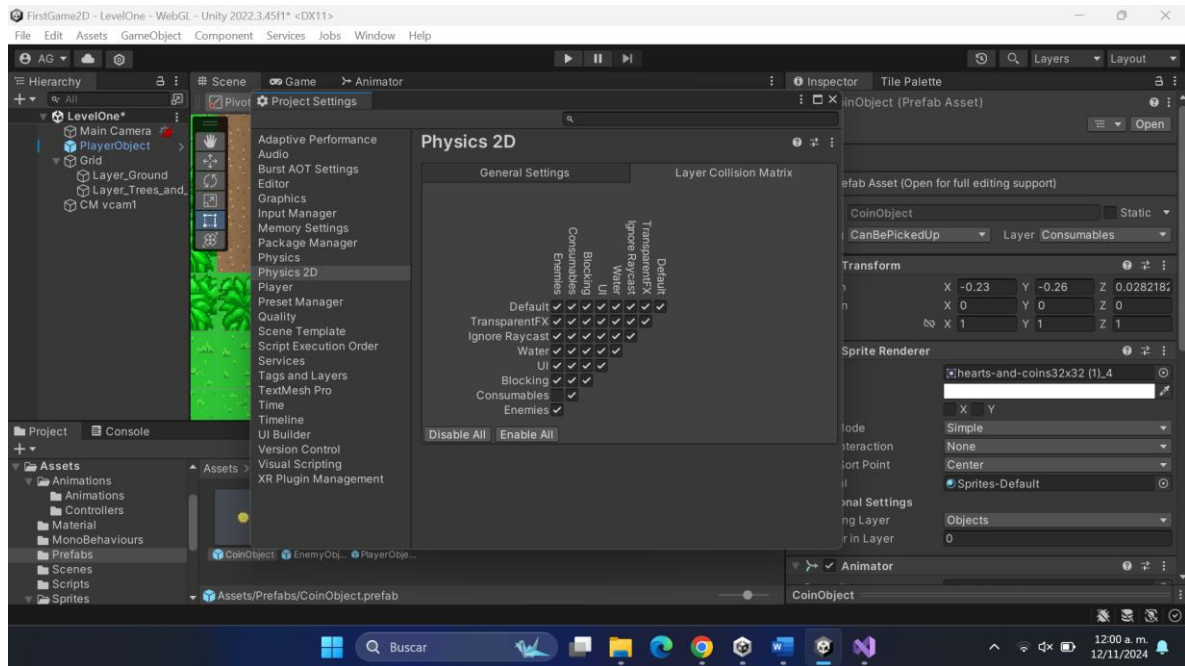 FirstGame2D - LevelOne - WebGL - Unity 2022.3.45f1* <DX11>
File Edit Assets GameObject Component Services Jobs Window Help
AG
Layers
Layout
Hierarchy
Scene
Game
Animator
Inspector
Tile Palette
All
Pivot
LevelOne*
Main Camera
PlayerObject
Grid
Layer_Ground
Layer_Trees_and_
CM vcam1
Project Settings
Adaptive Performance
Audio
Burst AOT Settings
Editor
Graphics
Input Manager
Memory Settings
Package Manager
Physics
Physics 2D
Player
Preset Manager
Quality
Scene Template
Script Execution Order
Services
Tags and Layers
TextMesh Pro
Time
Timeline
UI Builder
Version Control
Visual Scripting
XR Plugin Management
Physics 2D
General Settings
Layer Collision Matrix
Enemies
Consumables
Blocking
UI
Water
Ignore Raycast
TransparentFX
Default
Default
TransparentFX
Ignore Raycast
Water
UI
Blocking
Consumables
Enemies
Disable All
Enable All
inObject (Prefab Asset)
Open
efab Asset (Open for full editing support)
CoinObject
Static
CanBePickedUp
Layer Consumables
Transform
X -0.23 Y -0.26 Z 0.0282182
X 0 Y 0 Z 0
X 1 Y 1 Z 1
Sprite Renderer
hearts-and-coins32x32 (1)_4
X Y
Simple
None
Center
Sprites-Default
onal Settings
ng Layer Objects
r in Layer 0
Animator
CoinObject
Project
Console
Assets
Animations
Animations
Controllers
Material
MonoBehaviours
Prefabs
Scenes
Scripts
Sprites
Assets >
CoinObject
EnemyObj...
PlayerObje...
Assets/Prefabs/CoinObject.prefab
Buscar
12:00 a. m.
12/11/2024